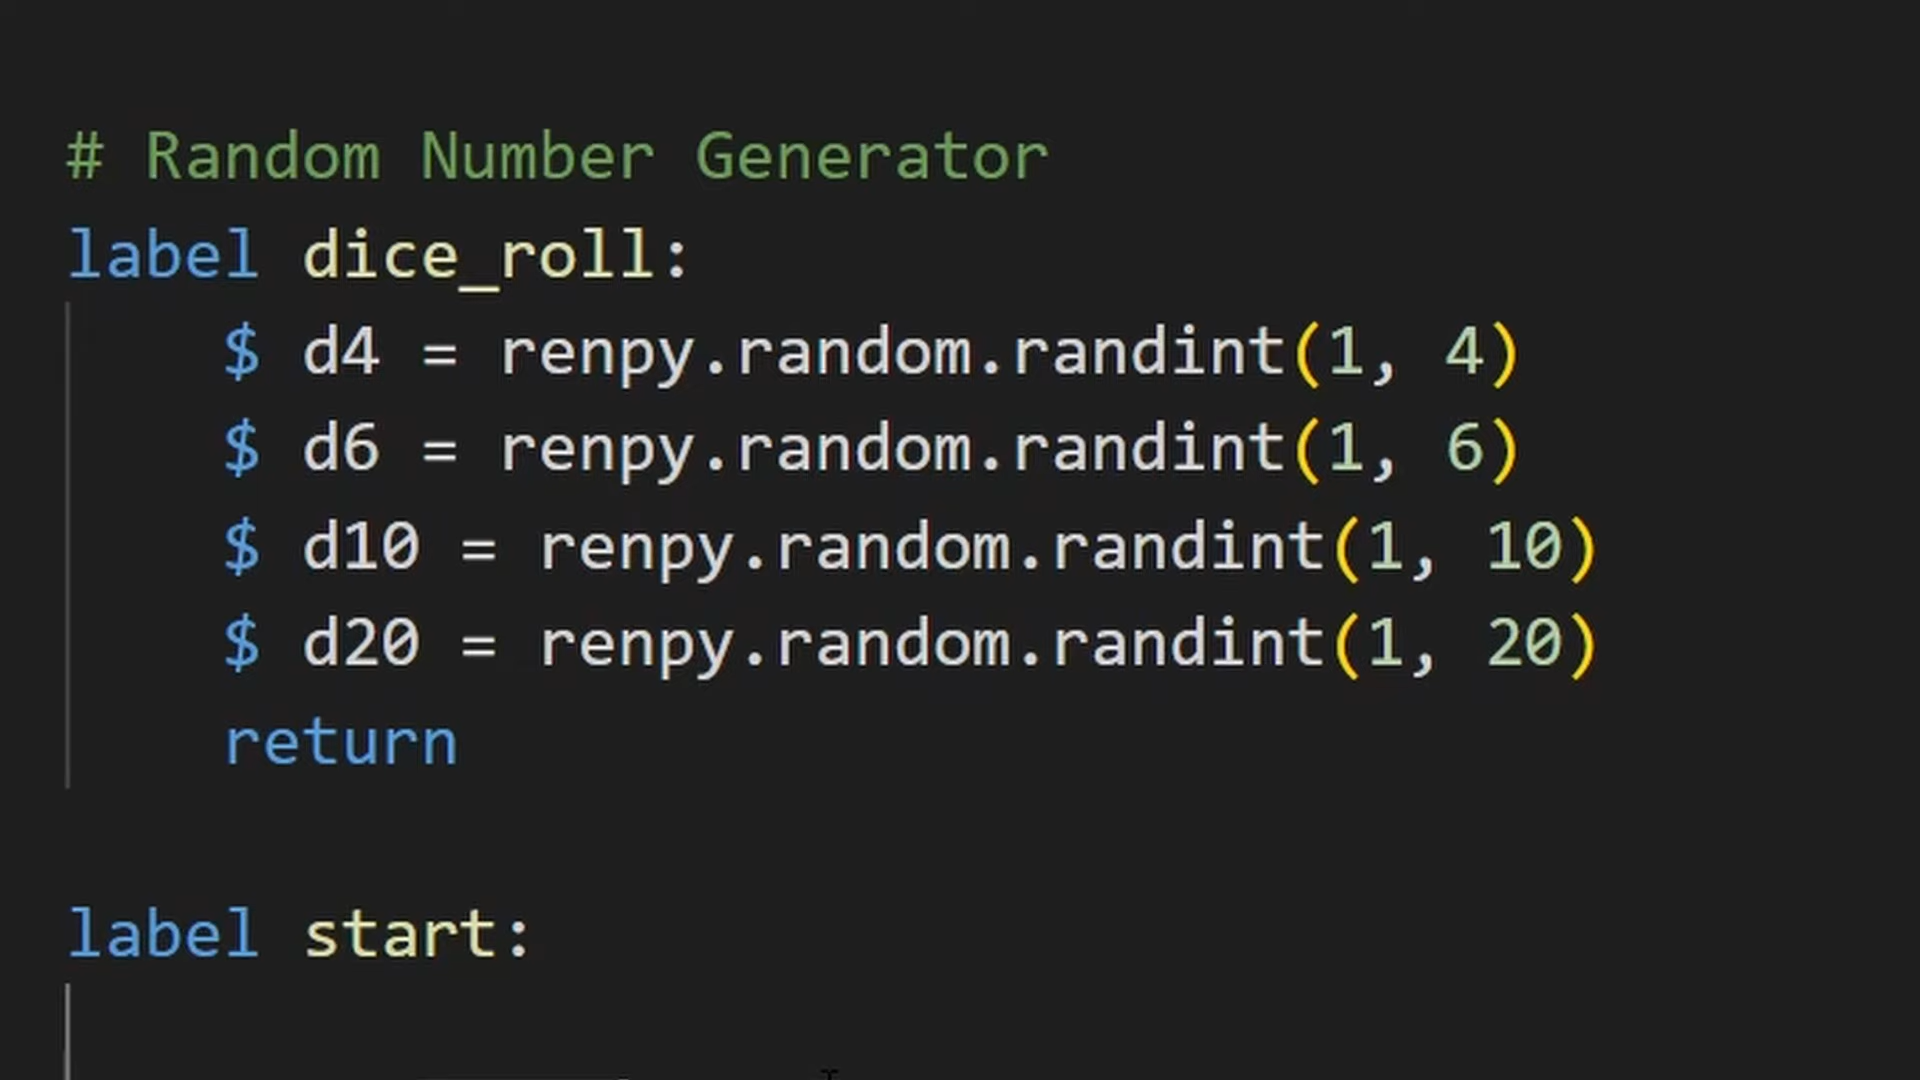 # Random Number Generator
label dice_roll:
    $ d4 = renpy.random.randint(1, 4)
    $ d6 = renpy.random.randint(1, 6)
    $ d10 = renpy.random.randint(1, 10)
    $ d20 = renpy.random.randint(1, 20)
    return
label start: